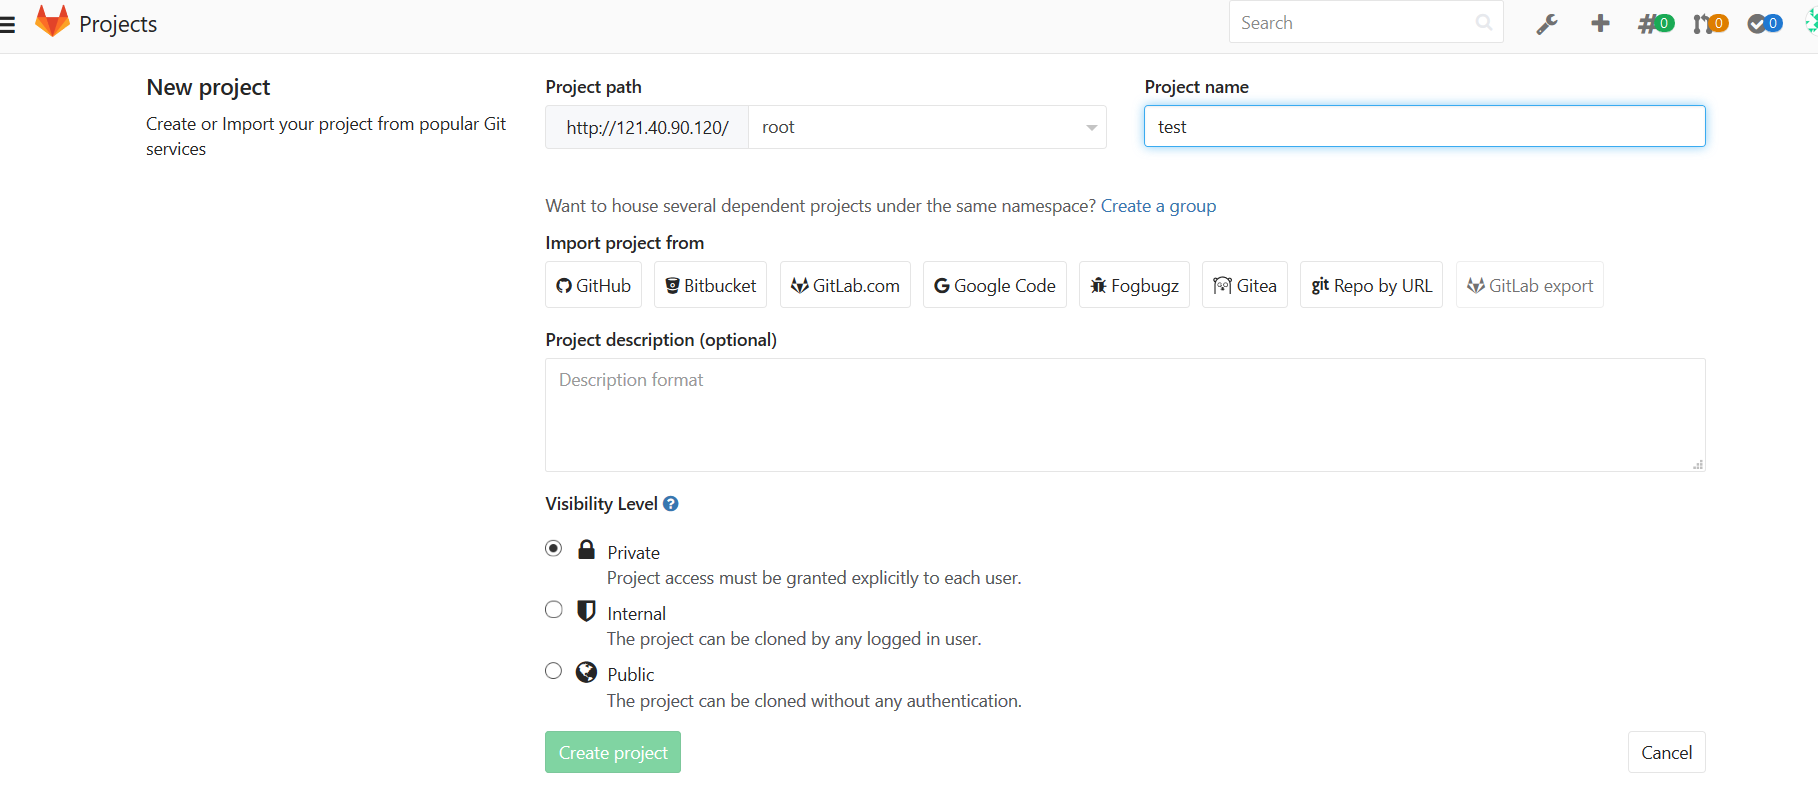 Projects
Search
0
0
0
New project
Create or Import your project from popular Git
services
Project path
http://121.40.90.120/
root
Project name
test
Want to house several dependent projects under the same namespace? Create a group
Import project from
GitHub
Bitbucket
GitLab.com
Google Code
Fogbugz
Gitea
git Repo by URL
GitLab export
Project description (optional)
Description format
Visibility Level ?
Private
Project access must be granted explicitly to each user.
Internal
The project can be cloned by any logged in user.
Public
The project can be cloned without any authentication.
Create project
Cancel